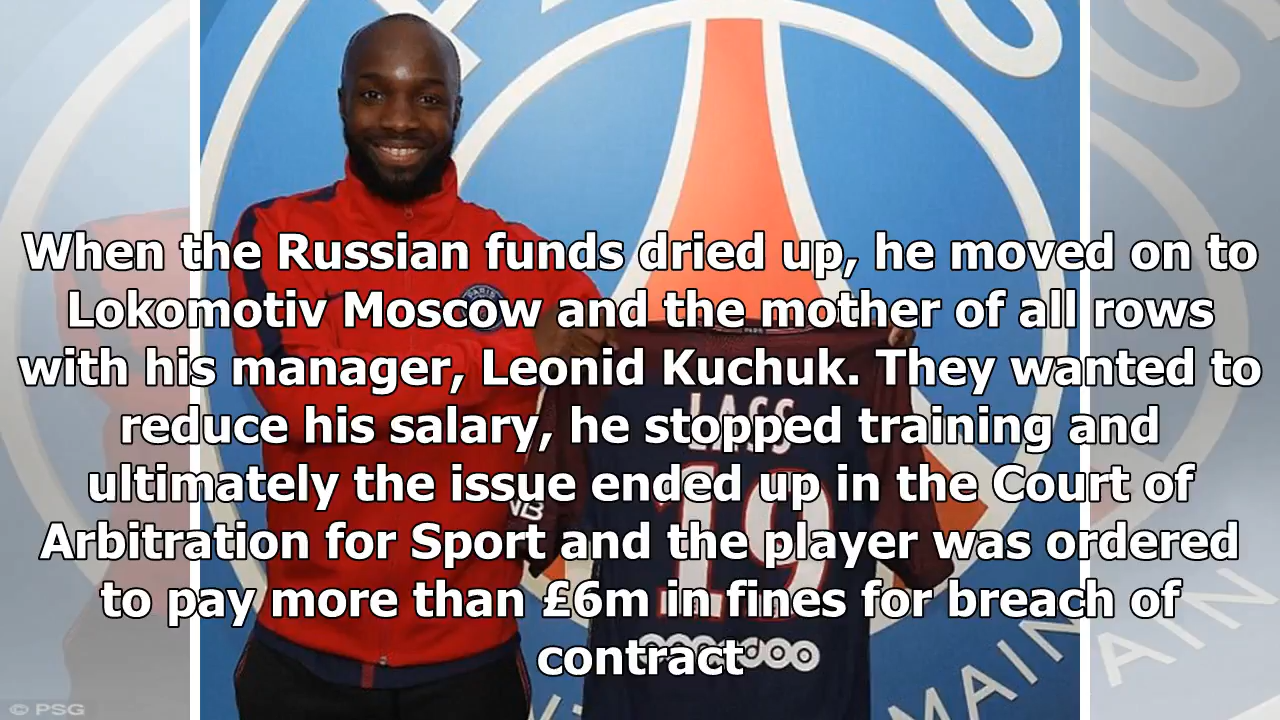 When the Russian funds dried up, he moved on to
Lokomotiv Moscow and the mother of all rows
with his manager, Leonid Kuchuk. They wanted to
reduce his salary, he stopped training and
ultimately the issue ended up in the Court of
Arbitration for Sport and the player was ordered
to pay more than £6m in fines for breach of
contract
PARIS
LASS
19
© PSG